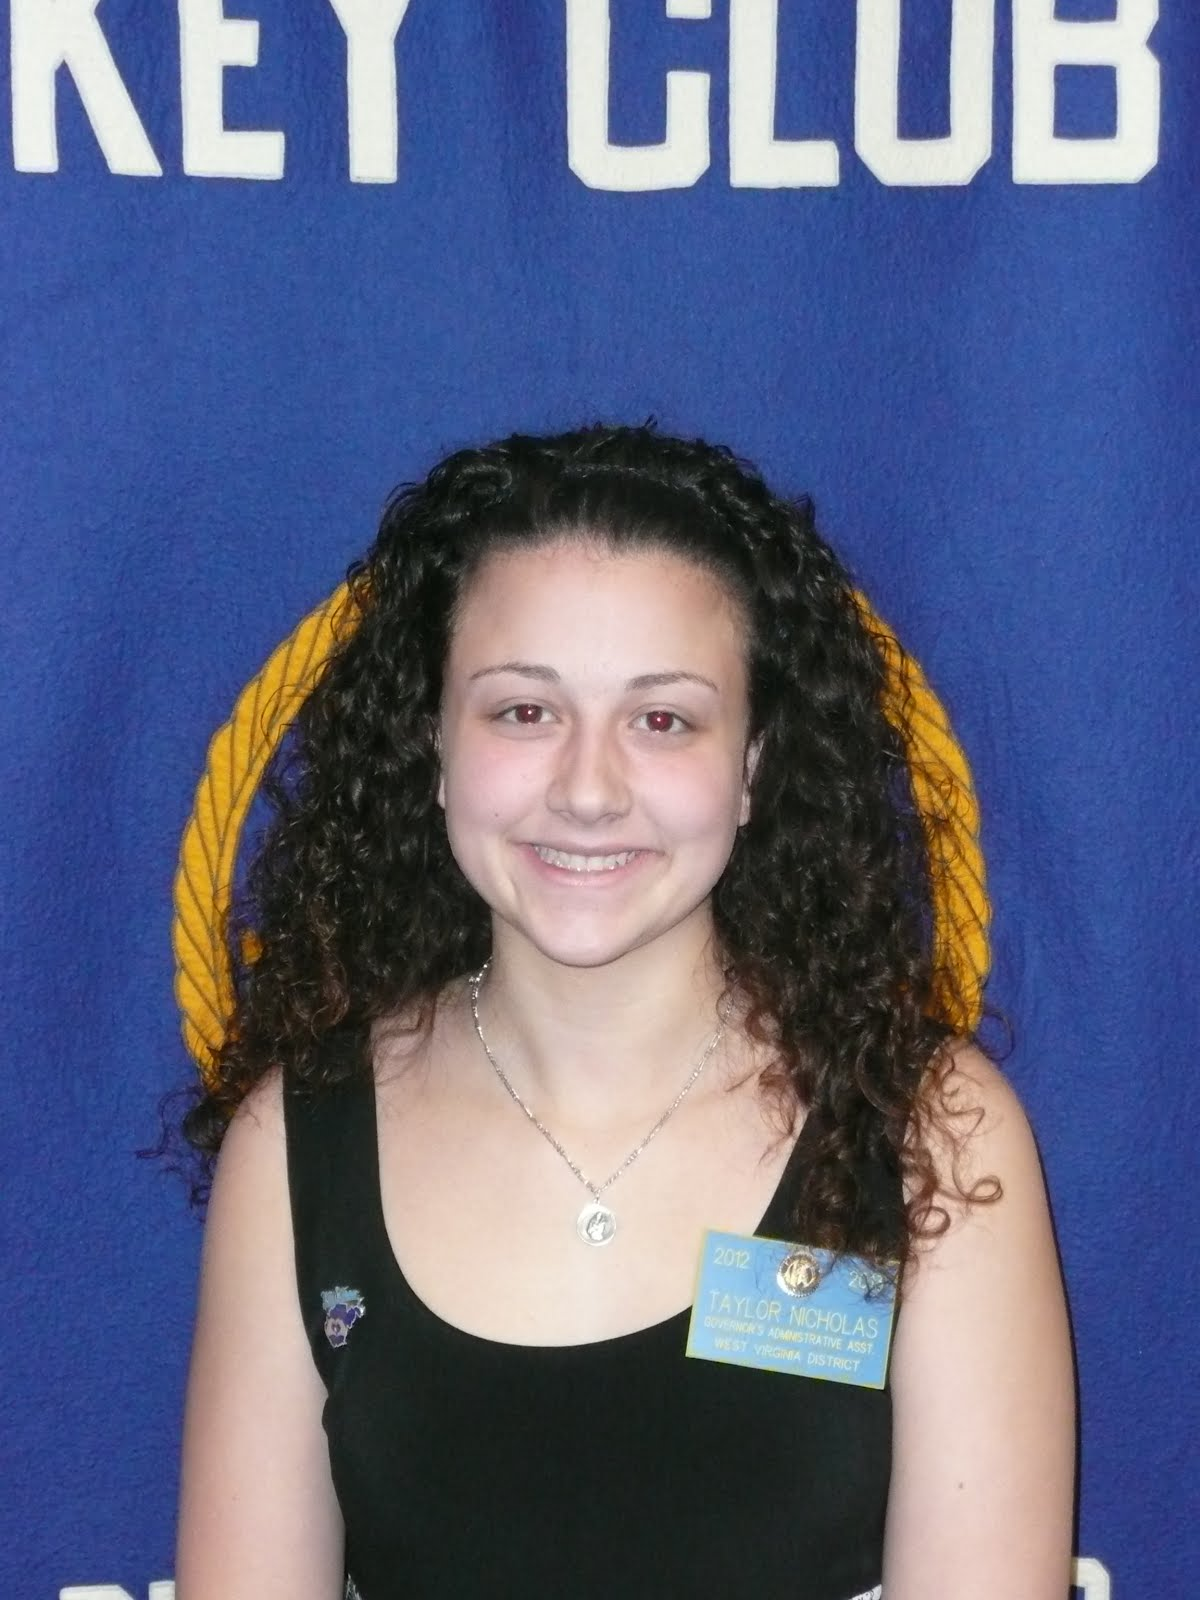 KEY CLUB
2012
TAYLOR NICHOLAS
GOVERNOR'S ADMINISTRATIVE ASST.
WEST VIRGINIA DISTRICT